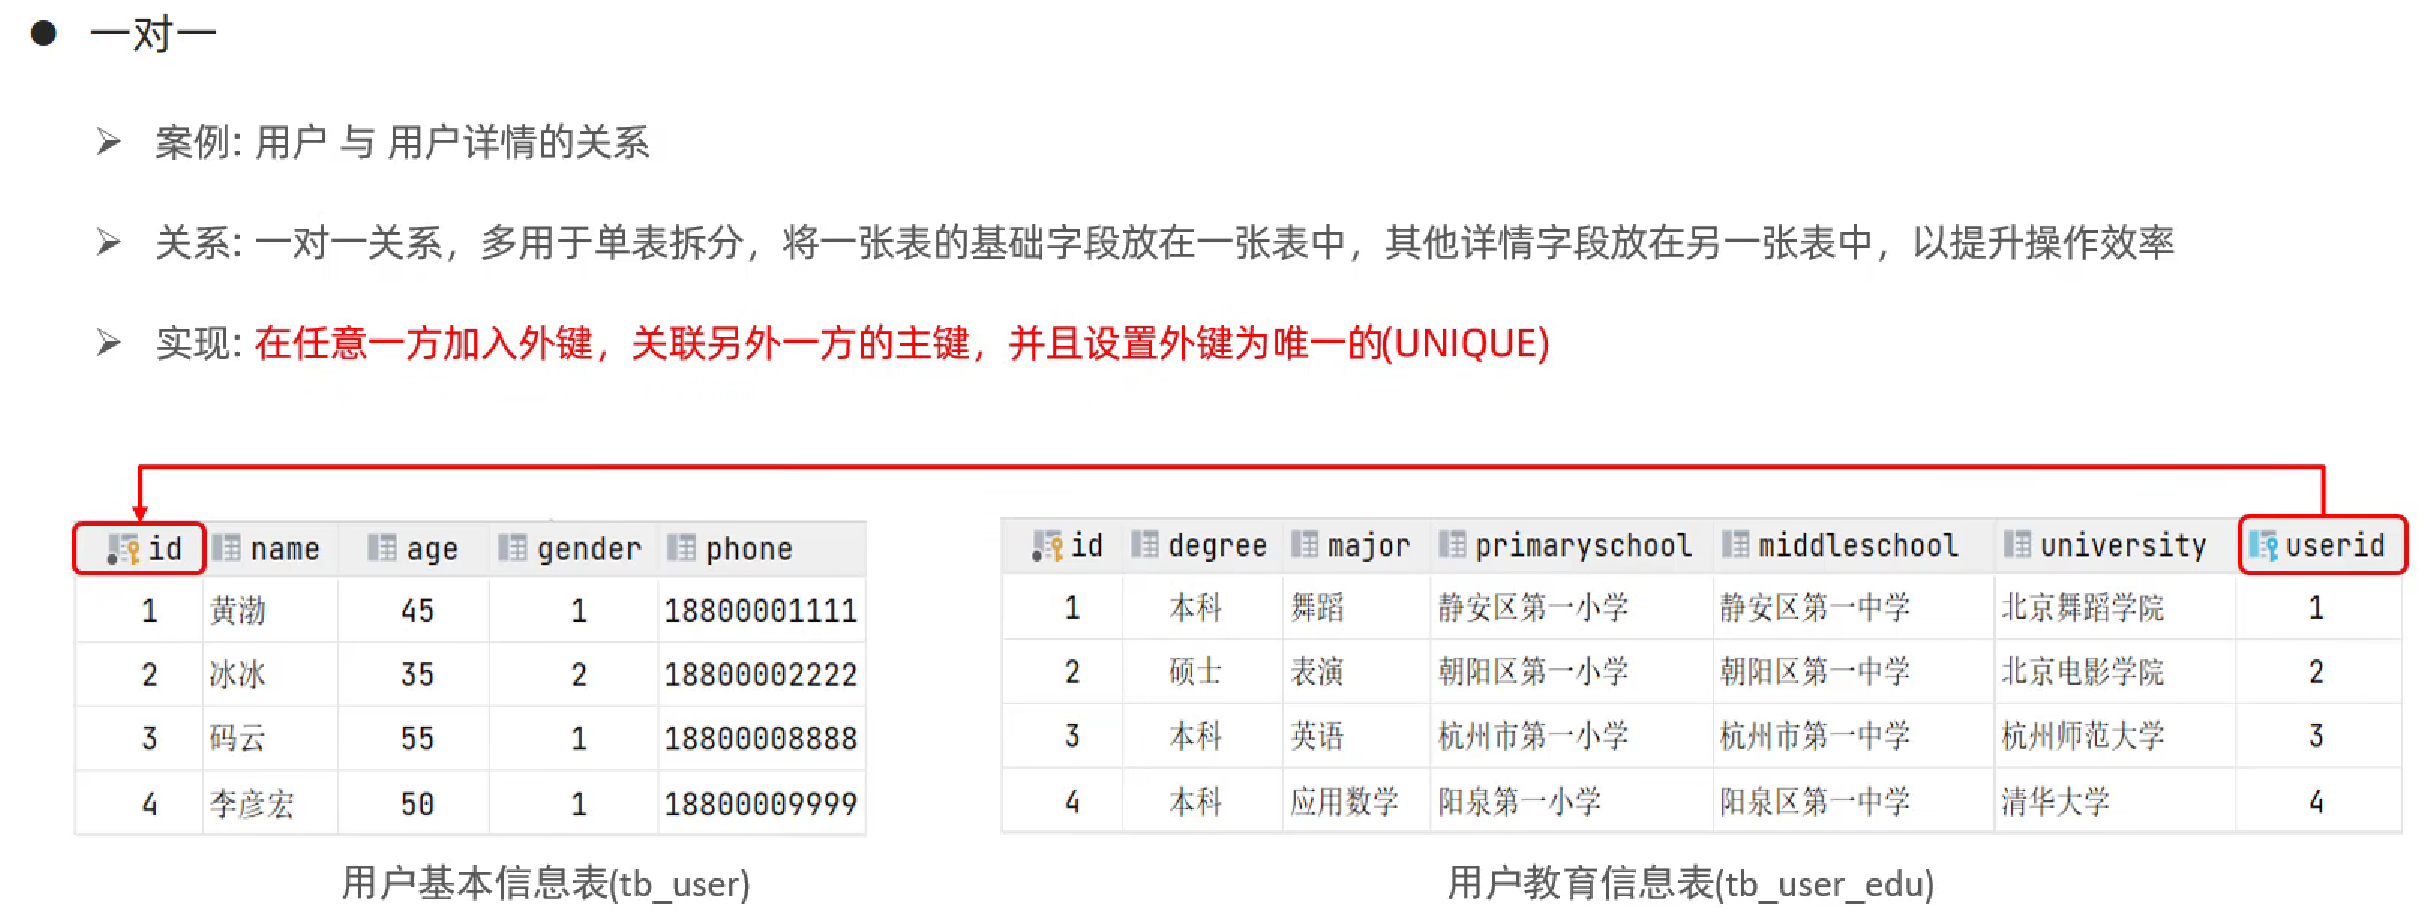 ● 一对一
➢ 案例: 用户 与 用户详情的关系
➢ 关系: 一对一关系，多用于单表拆分，将一张表的基础字段放在一张表中，其他详情字段放在另一张表中，以提升操作效率
➢ 实现: 在任意一方加入外键，关联另外一方的主键，并且设置外键为唯一的(UNIQUE)
id name age gender phone
1 黄渤 45 1 18800001111
2 冰冰 35 2 18800002222
3 码云 55 1 18800008888
4 李彦宏 50 1 18800009999
用户基本信息表(tb_user)
id degree major primaryschool middleschool university userid
1 本科 舞蹈 静安区第一小学 静安区第一中学 北京舞蹈学院 1
2 硕士 表演 朝阳区第一小学 朝阳区第一中学 北京电影学院 2
3 本科 英语 杭州市第一小学 杭州市第一中学 杭州师范大学 3
4 本科 应用数学 阳泉第一小学 阳泉区第一中学 清华大学 4
用户教育信息表(tb_user_edu)